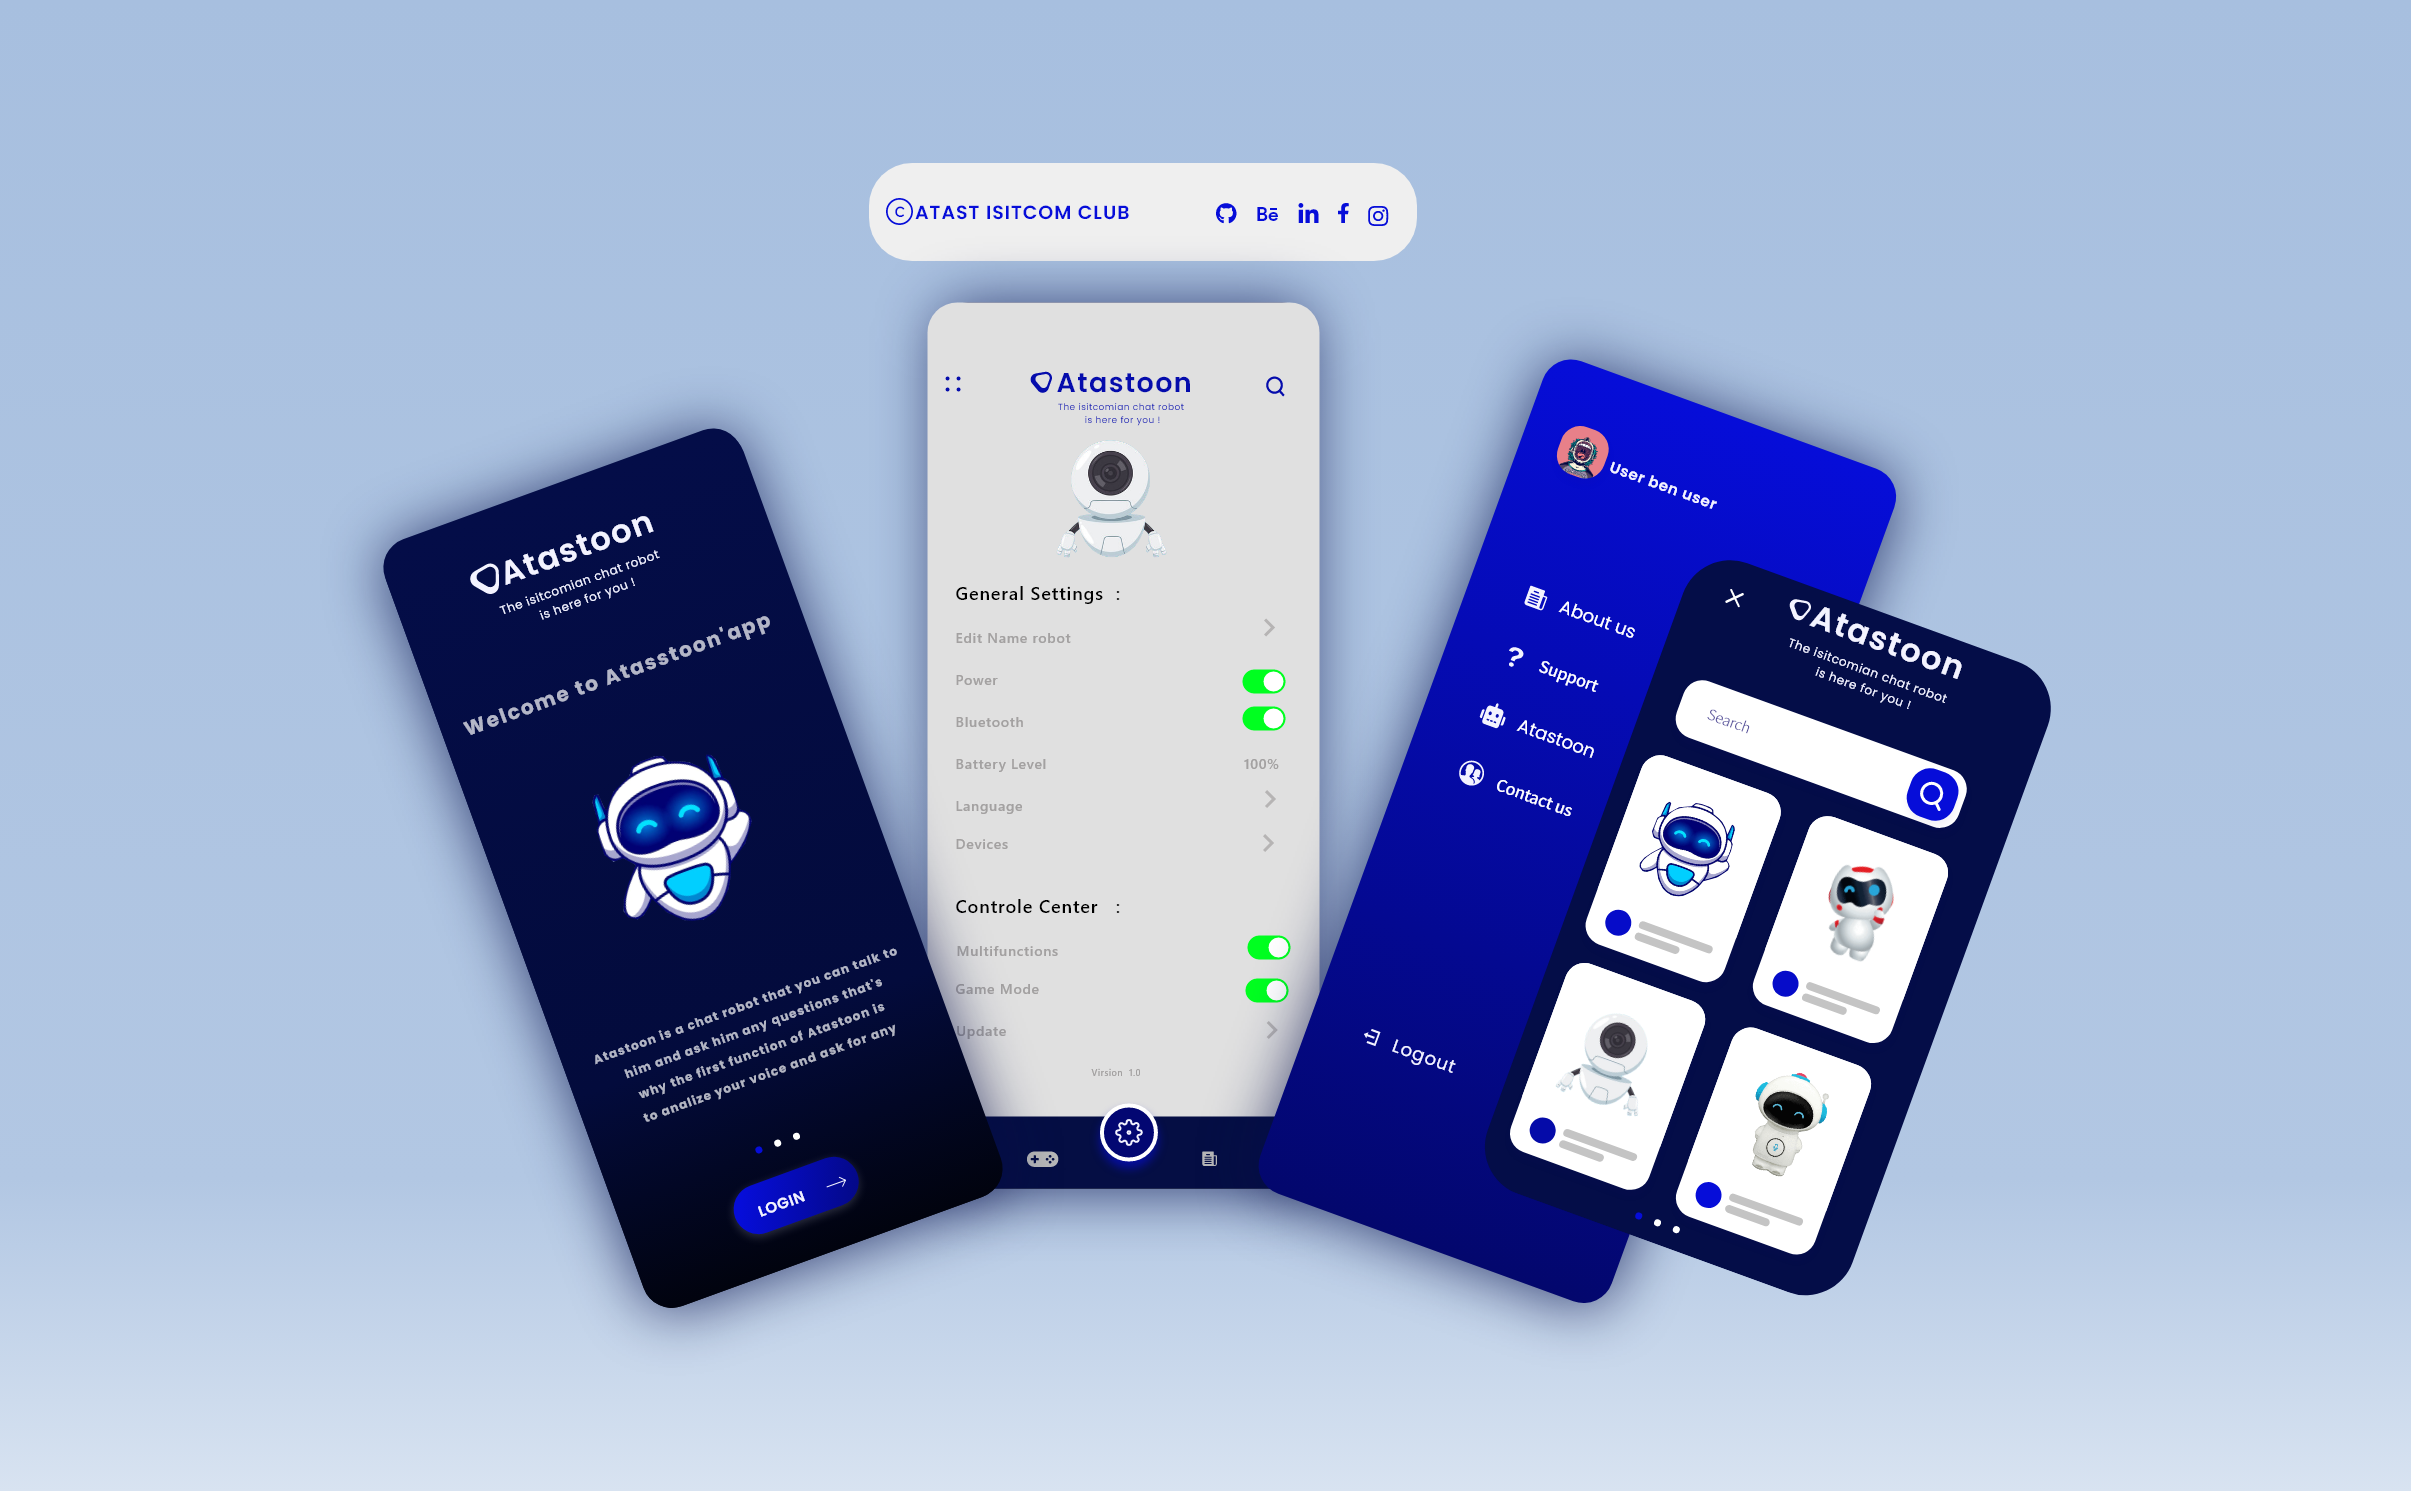 © ATAST ISITCOM CLUB
Bē in f
Atastoon
The isitcomian chat robot
is here for you !
Welcome to Atasstoon'app
Atastoon is a chat robot that you can talk to
him and ask him any questions that's
why the first function of Atastoon is
to analize your voice and ask for any
LOGIN
Atastoon
The isitcomian chat robot
is here for you !
General Settings :
Edit Name robot
Power
Bluetooth
Battery Level 100%
Language
Devices
Controle Center :
Multifunctions
Game Mode
Update
Virsion 1.0
User ben user
About us
Support
Atastoon
Contact us
Logout
Atastoon
The isitcomian chat robot
is here for you !
Search